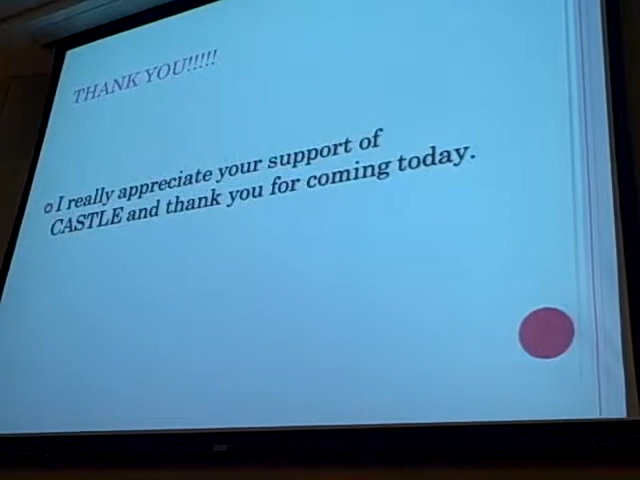 THANK YOU!!!!!
I really appreciate your support of
CASTLE and thank you for coming today.